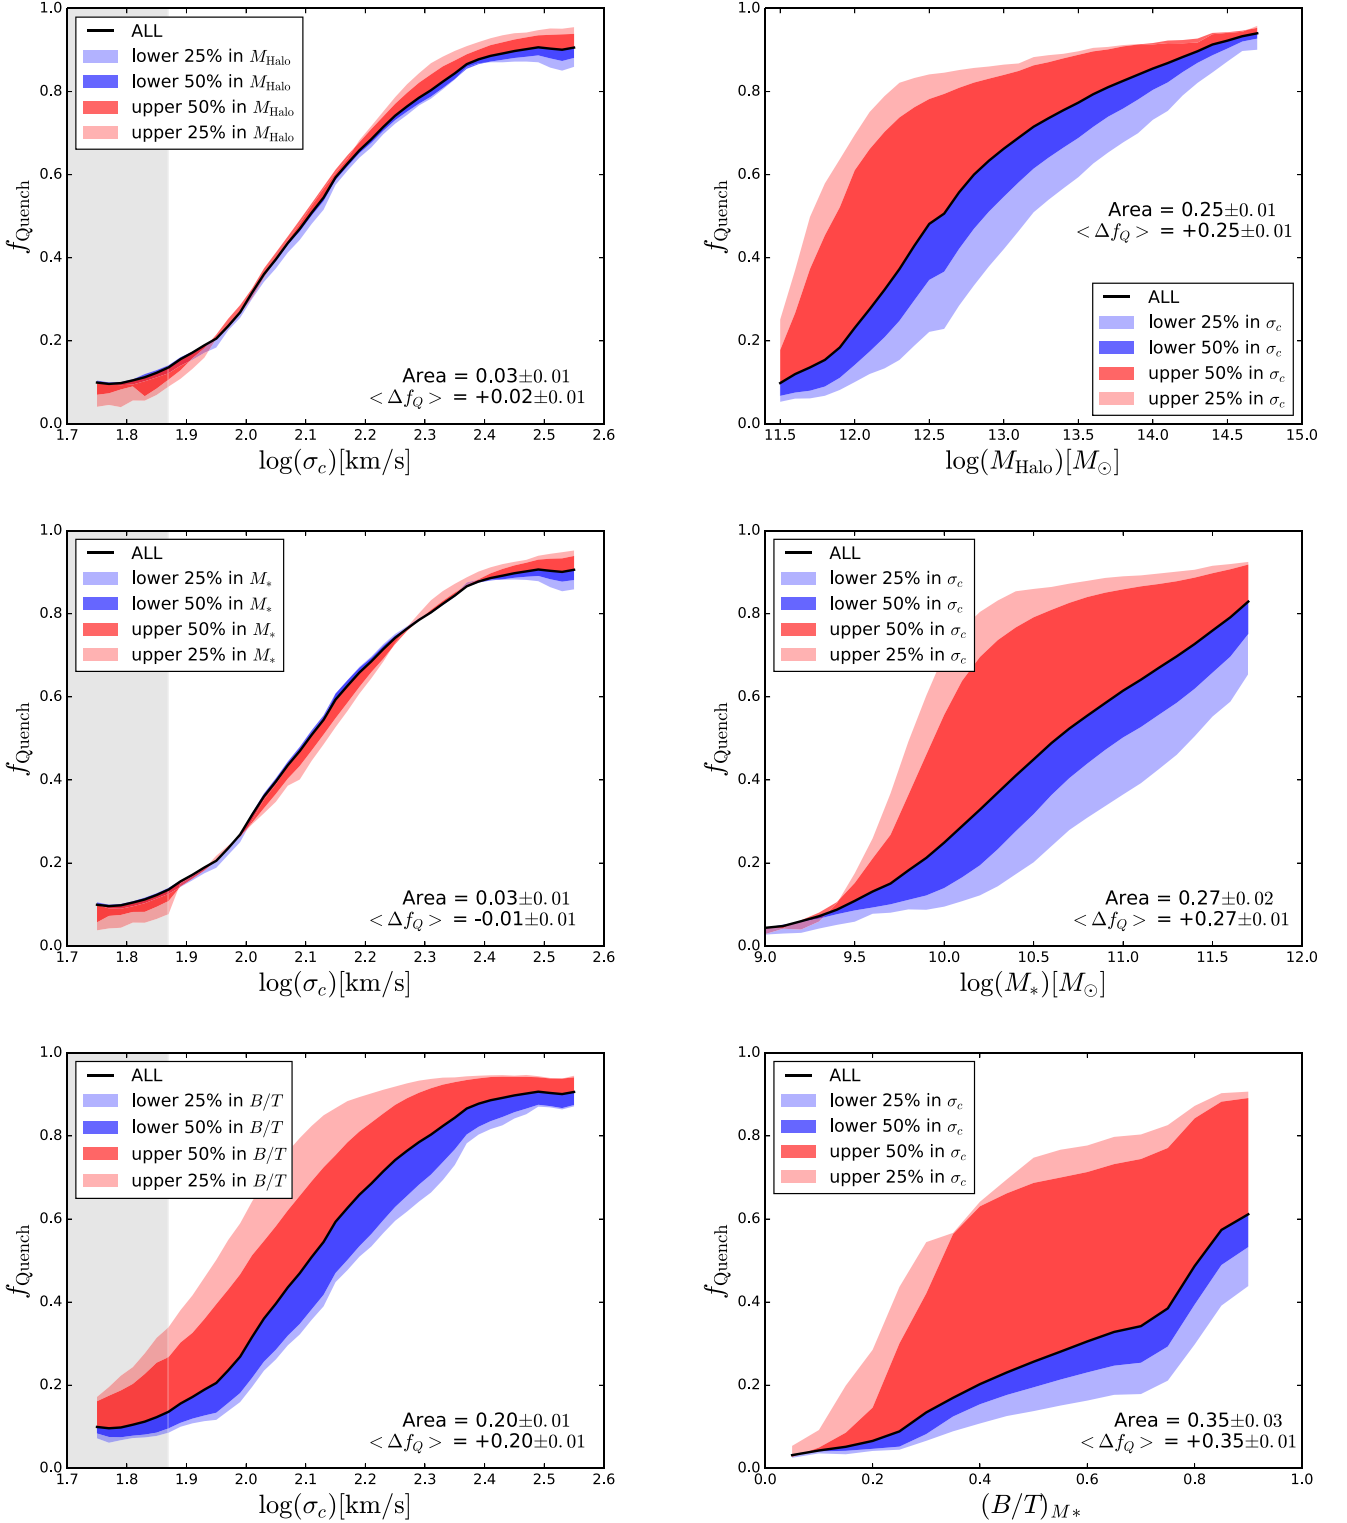 1.0
0.8
0.6
0.4
0.2
0.0
f_Quench
ALL
lower 25% in M_Halo
lower 50% in M_Halo
upper 50% in M_Halo
upper 25% in M_Halo
Area = 0.03±0.01
<Δf_Q> = +0.02±0.01
1.7 1.8 1.9 2.0 2.1 2.2 2.3 2.4 2.5 2.6
log(σ_c)[km/s]
1.0
0.8
0.6
0.4
0.2
0.0
f_Quench
Area = 0.25±0.01
<Δf_Q> = +0.25±0.01
ALL
lower 25% in σ_c
lower 50% in σ_c
upper 50% in σ_c
upper 25% in σ_c
11.5 12.0 12.5 13.0 13.5 14.0 14.5 15.0
log(M_Halo)[M_⊙]
1.0
0.8
0.6
0.4
0.2
0.0
f_Quench
ALL
lower 25% in M_*
lower 50% in M_*
upper 50% in M_*
upper 25% in M_*
Area = 0.03±0.01
<Δf_Q> = -0.01±0.01
1.7 1.8 1.9 2.0 2.1 2.2 2.3 2.4 2.5 2.6
log(σ_c)[km/s]
1.0
0.8
0.6
0.4
0.2
0.0
f_Quench
ALL
lower 25% in σ_c
lower 50% in σ_c
upper 50% in σ_c
upper 25% in σ_c
Area = 0.27±0.02
<Δf_Q> = +0.27±0.01
9.0 9.5 10.0 10.5 11.0 11.5 12.0
log(M_*)[M_⊙]
1.0
0.8
0.6
0.4
0.2
0.0
f_Quench
ALL
lower 25% in B/T
lower 50% in B/T
upper 50% in B/T
upper 25% in B/T
Area = 0.20±0.01
<Δf_Q> = +0.20±0.01
1.7 1.8 1.9 2.0 2.1 2.2 2.3 2.4 2.5 2.6
log(σ_c)[km/s]
1.0
0.8
0.6
0.4
0.2
0.0
f_Quench
ALL
lower 25% in σ_c
lower 50% in σ_c
upper 50% in σ_c
upper 25% in σ_c
Area = 0.35±0.03
<Δf_Q> = +0.35±0.01
0.0 0.2 0.4 0.6 0.8 1.0
(B/T)_M*